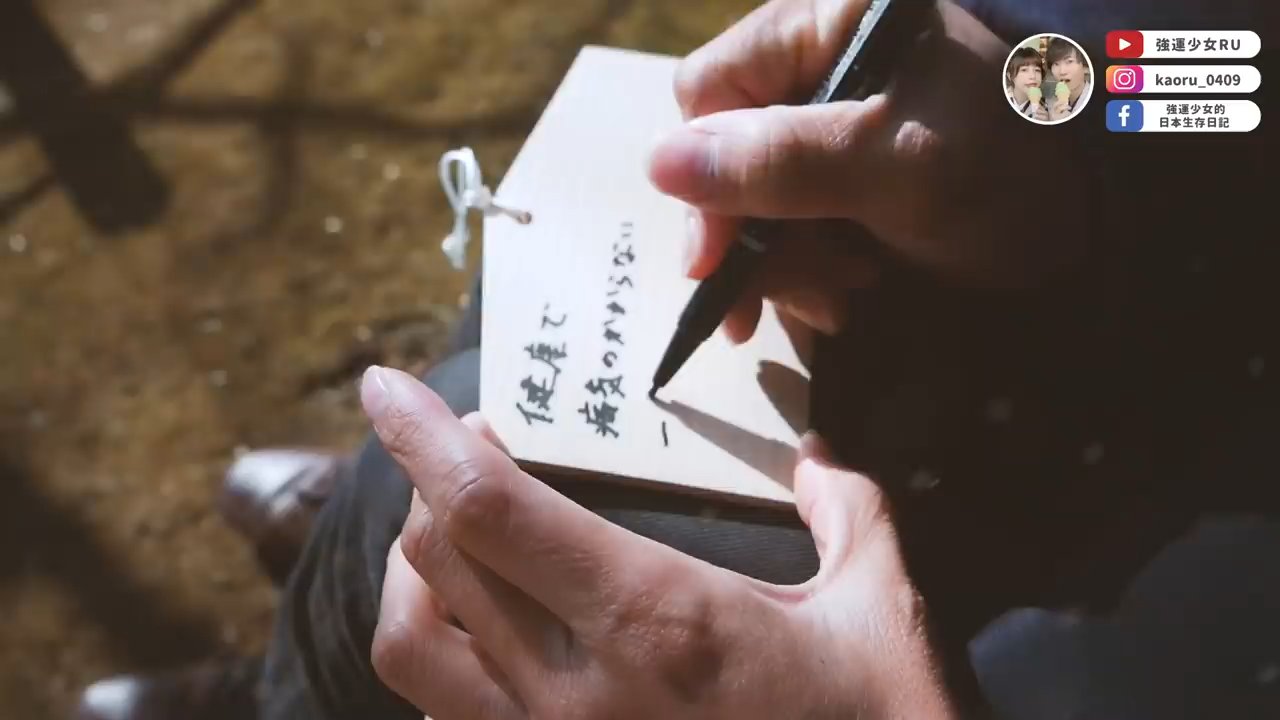 強運少女RU
kaoru_0409
強運少女的
日本生存日記
健康で
病気のかからない
一